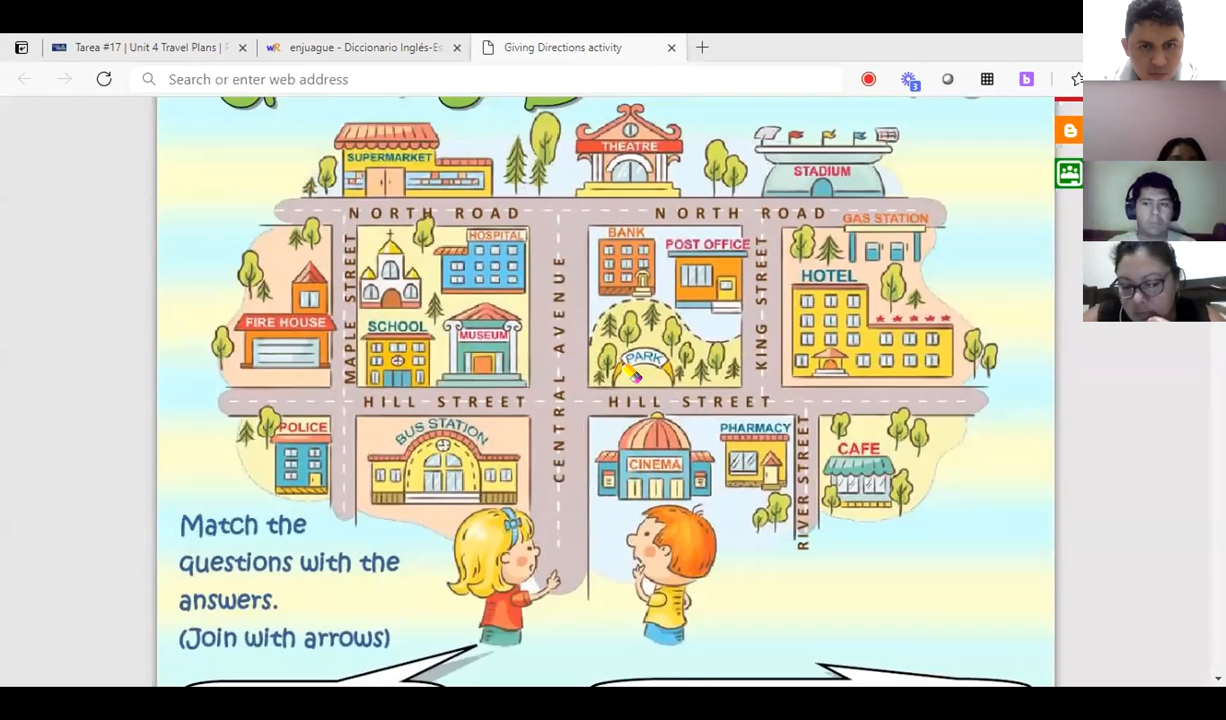 Tarea #17 | Unit 4 Travel Plans |
enjuague - Diccionario Inglés-Es
Giving Directions activity
Search or enter web address
3
SUPERMARKET
THEATRE
STADIUM
NORTH ROAD
NORTH ROAD
GAS STATION
HOSPITAL
BANK
POST OFFICE
HOTEL
MAPLE STREET
CENTRAL AVENUE
KING STREET
FIRE HOUSE
SCHOOL
MUSEUM
PARK
HILL STREET
HILL STREET
POLICE
BUS STATION
CINEMA
PHARMACY
RIVER STREET
CAFE
Match the
questions with the
answers.
(Join with arrows)